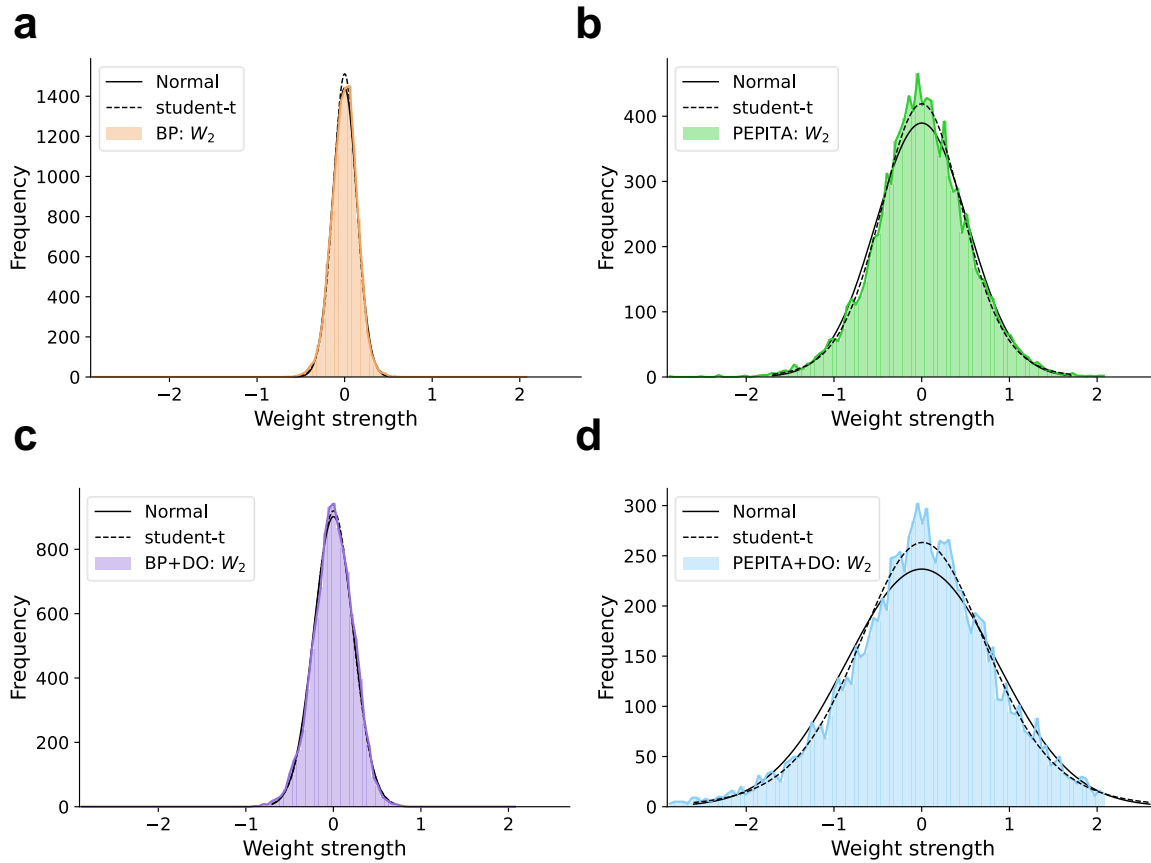 a
Normal
student-t
BP: W₂
Frequency
1400
1200
1000
800
600
400
200
0
−2 −1 0 1 2
Weight strength
b
Normal
student-t
PEPITA: W₂
Frequency
400
300
200
100
0
−2 −1 0 1 2
Weight strength
c
Normal
student-t
BP+DO: W₂
Frequency
800
600
400
200
0
−2 −1 0 1 2
Weight strength
d
Normal
student-t
PEPITA+DO: W₂
Frequency
300
250
200
150
100
50
0
−2 −1 0 1 2
Weight strength